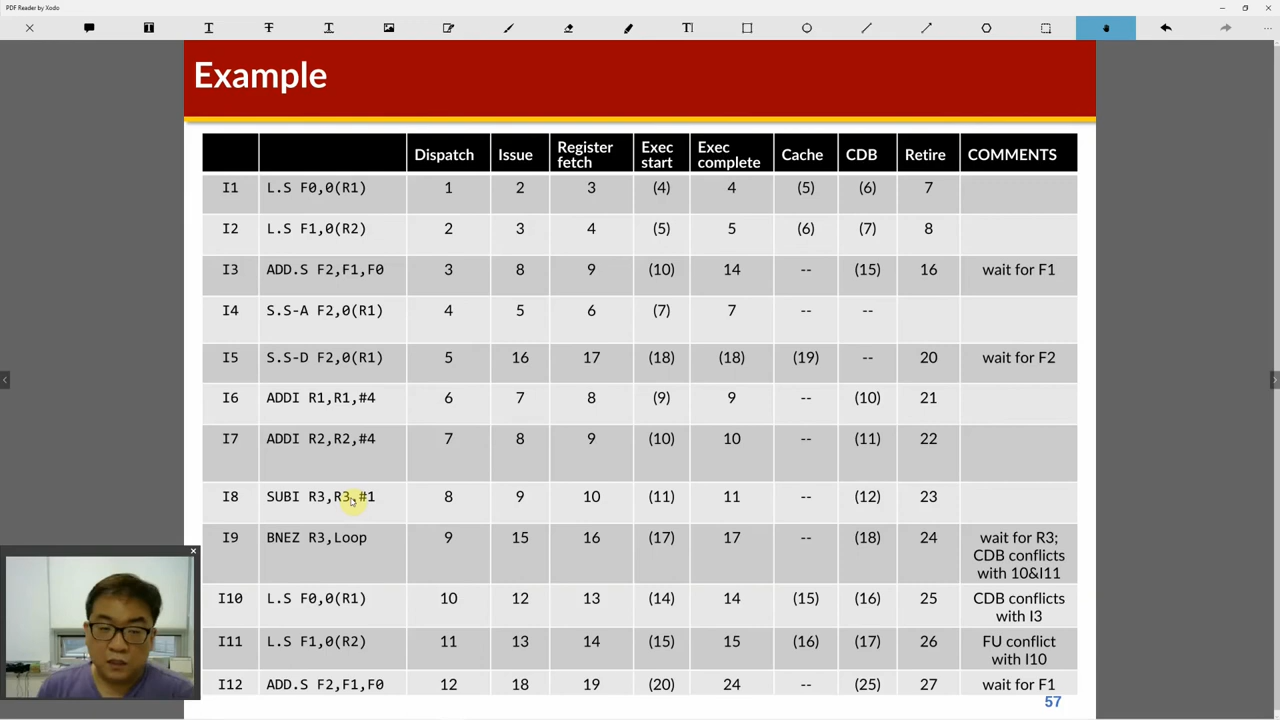 PDF Reader by Xodo
Example
Dispatch Issue Register fetch Exec start Exec complete Cache CDB Retire COMMENTS
I1 L.S F0,0(R1) 1 2 3 (4) 4 (5) (6) 7
I2 L.S F1,0(R2) 2 3 4 (5) 5 (6) (7) 8
I3 ADD.S F2,F1,F0 3 8 9 (10) 14 -- (15) 16 wait for F1
I4 S.S-A F2,0(R1) 4 5 6 (7) 7 -- --
I5 S.S-D F2,0(R1) 5 16 17 (18) (18) (19) -- 20 wait for F2
I6 ADDI R1,R1,#4 6 7 8 (9) 9 -- (10) 21
I7 ADDI R2,R2,#4 7 8 9 (10) 10 -- (11) 22
I8 SUBI R3,R3,#1 8 9 10 (11) 11 -- (12) 23
I9 BNEZ R3,Loop 9 15 16 (17) 17 -- (18) 24 wait for R3; CDB conflicts with 10&I11
I10 L.S F0,0(R1) 10 12 13 (14) 14 (15) (16) 25 CDB conflicts with I3
I11 L.S F1,0(R2) 11 13 14 (15) 15 (16) (17) 26 FU conflict with I10
I12 ADD.S F2,F1,F0 12 18 19 (20) 24 -- (25) 27 wait for F1
57